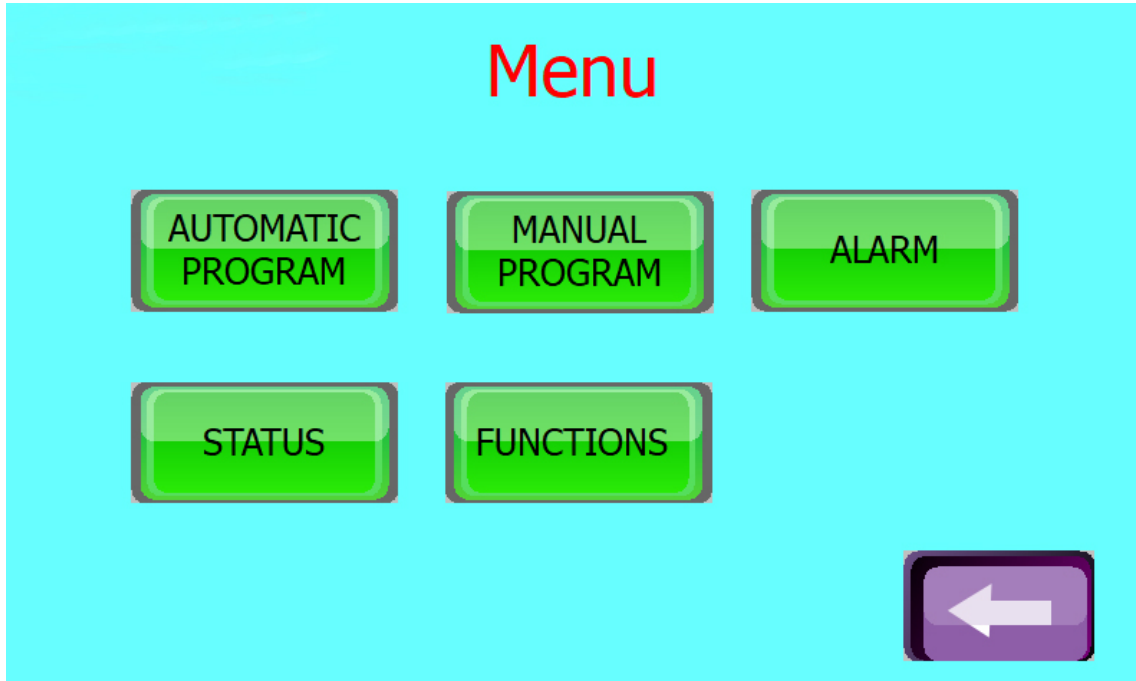 Menu
AUTOMATIC
PROGRAM
MANUAL
PROGRAM
ALARM
STATUS
FUNCTIONS